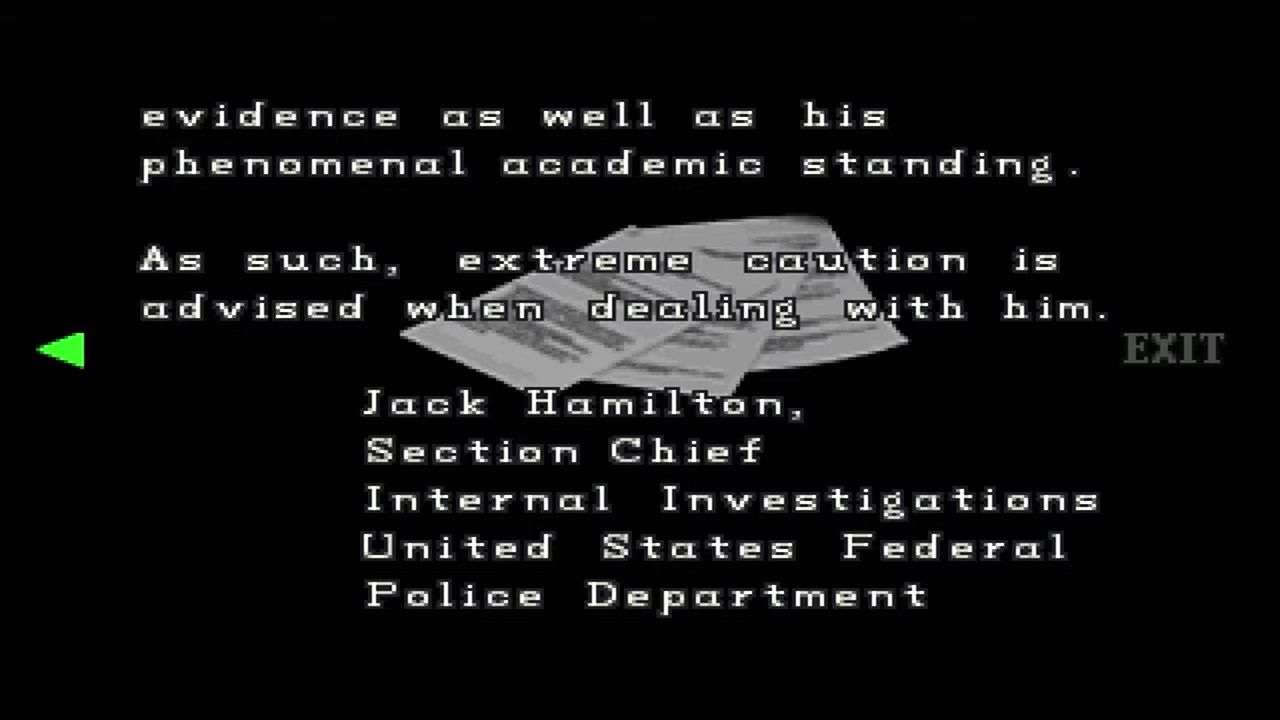 evidence as well as his
phenomenal academic standing.
As such, extreme caution is
advised when dealing with him.
EXIT
Jack Hamilton,
Section Chief
Internal Investigations
United States Federal
Police Department